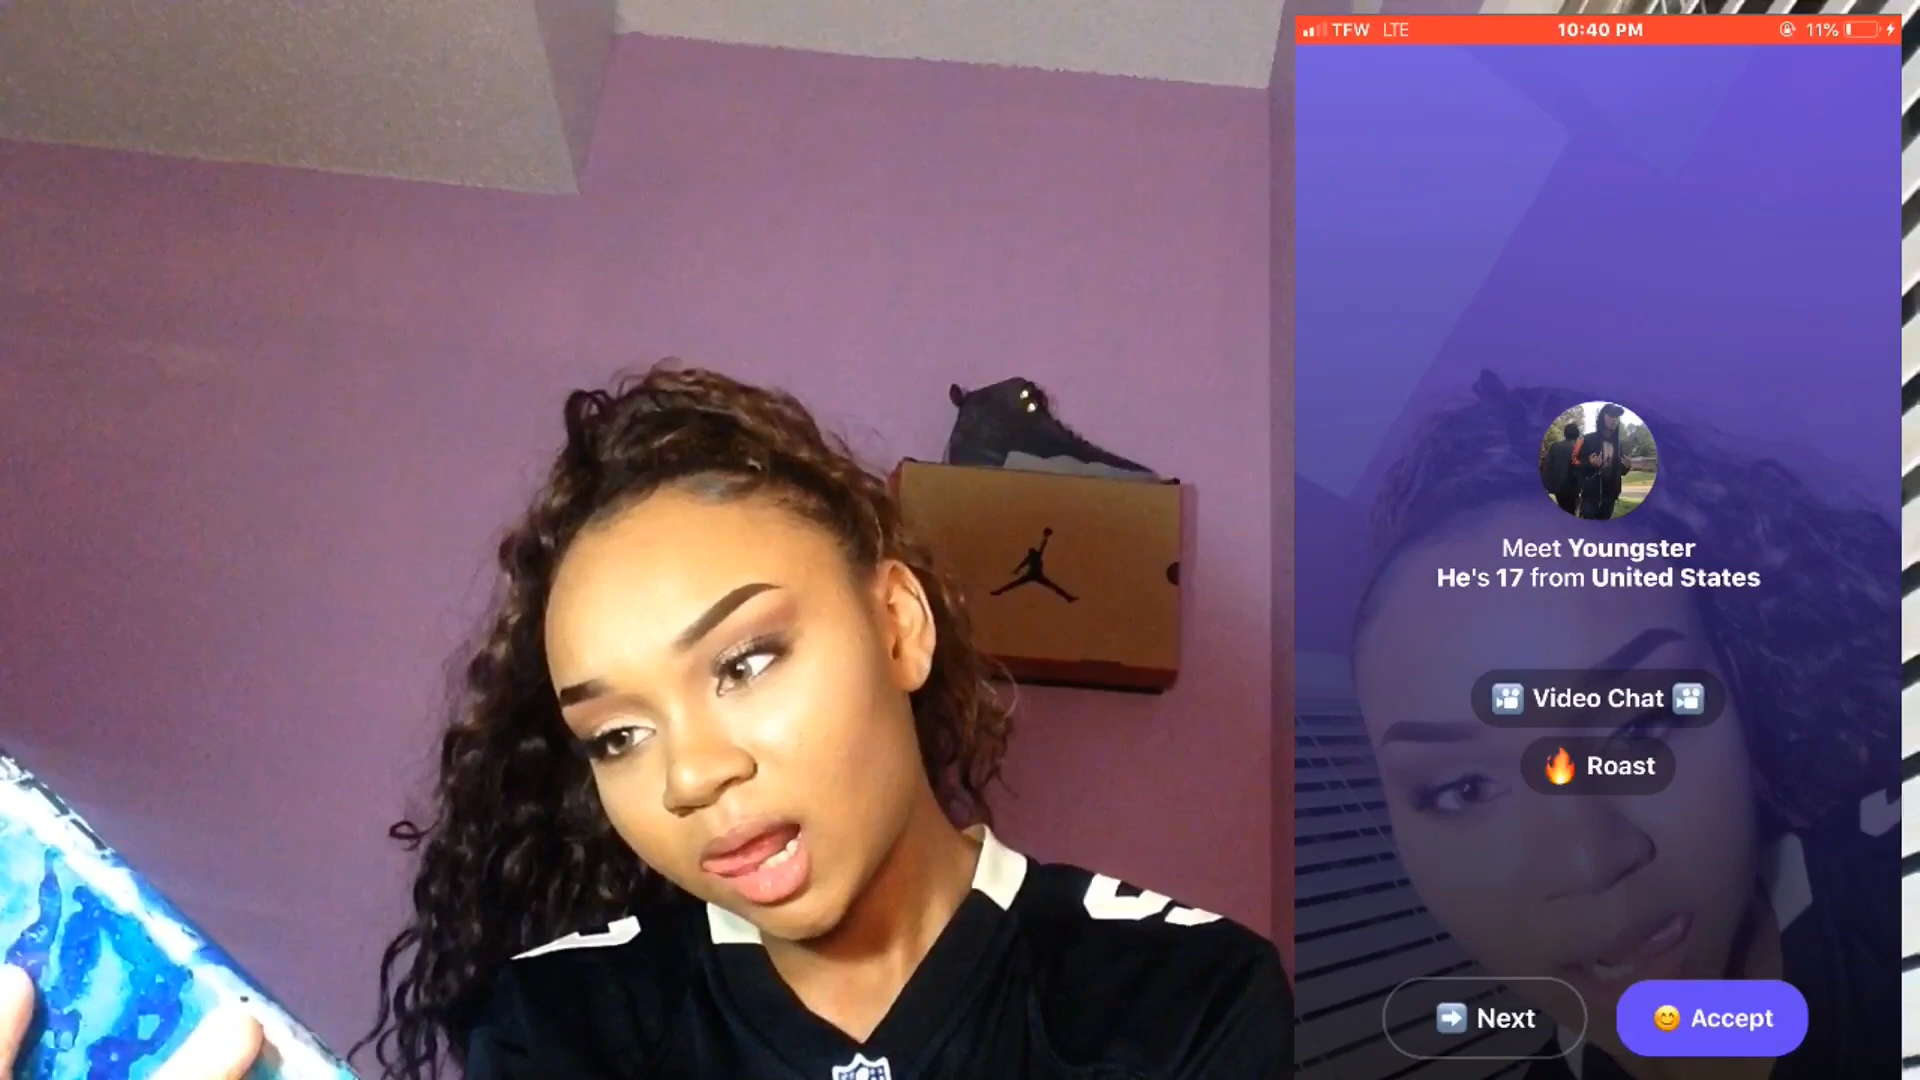 TFW LTE 10:40 PM 11%
Meet Youngster
He's 17 from United States
Video Chat
Roast
Next
Accept